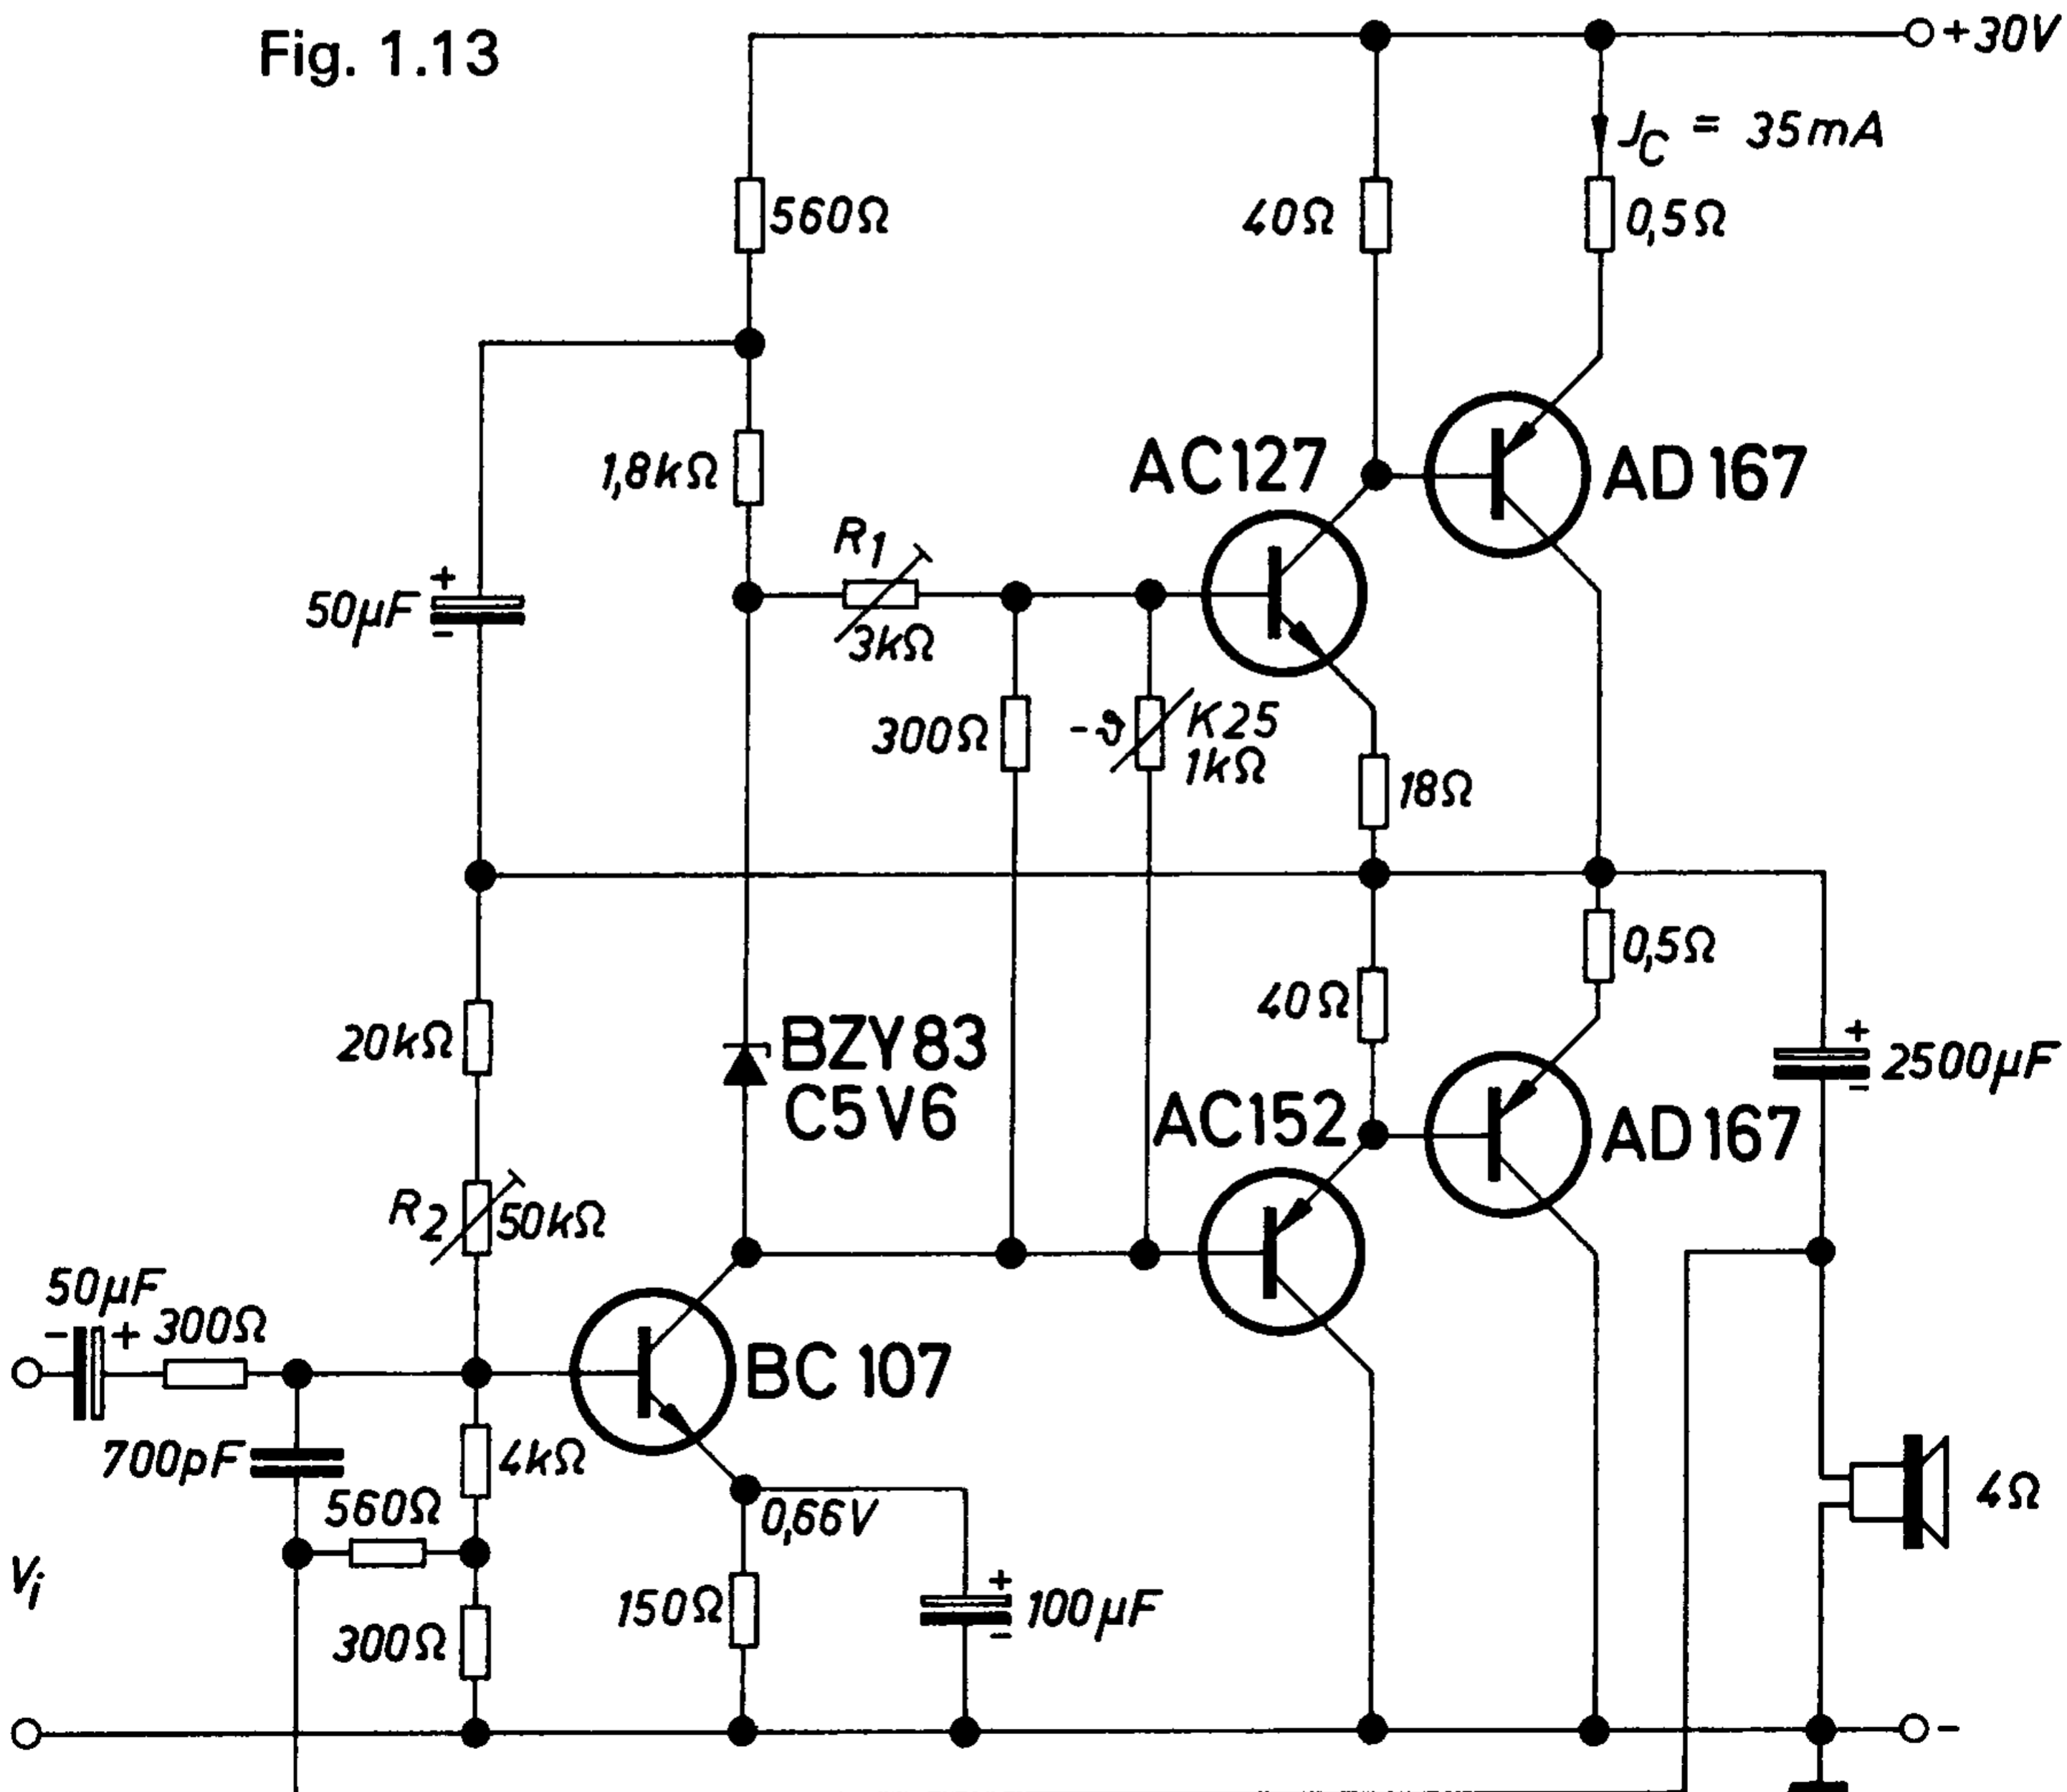 Fig. 1.13
+30V
J_C = 35mA
560Ω
40Ω
0,5Ω
1,8kΩ
AC127
AD167
R1
3kΩ
50µF
+
-
300Ω
-ϑ
K25
1kΩ
18Ω
20kΩ
BZY83
C5V6
40Ω
0,5Ω
+
2500µF
-
AC152
AD167
R2
50kΩ
50µF
- +
300Ω
BC107
700pF
4kΩ
560Ω
0,66V
4Ω
Vi
300Ω
150Ω
+
100µF
-
-